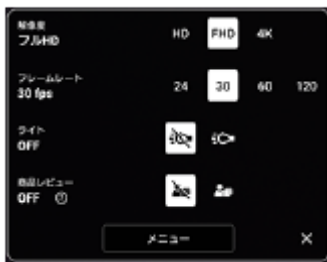 解像度
フルHD
HD FHD 4K
フレームレート
30 fps
24 30 60 120
ライト
OFF
商品レビュー
OFF
メニュー